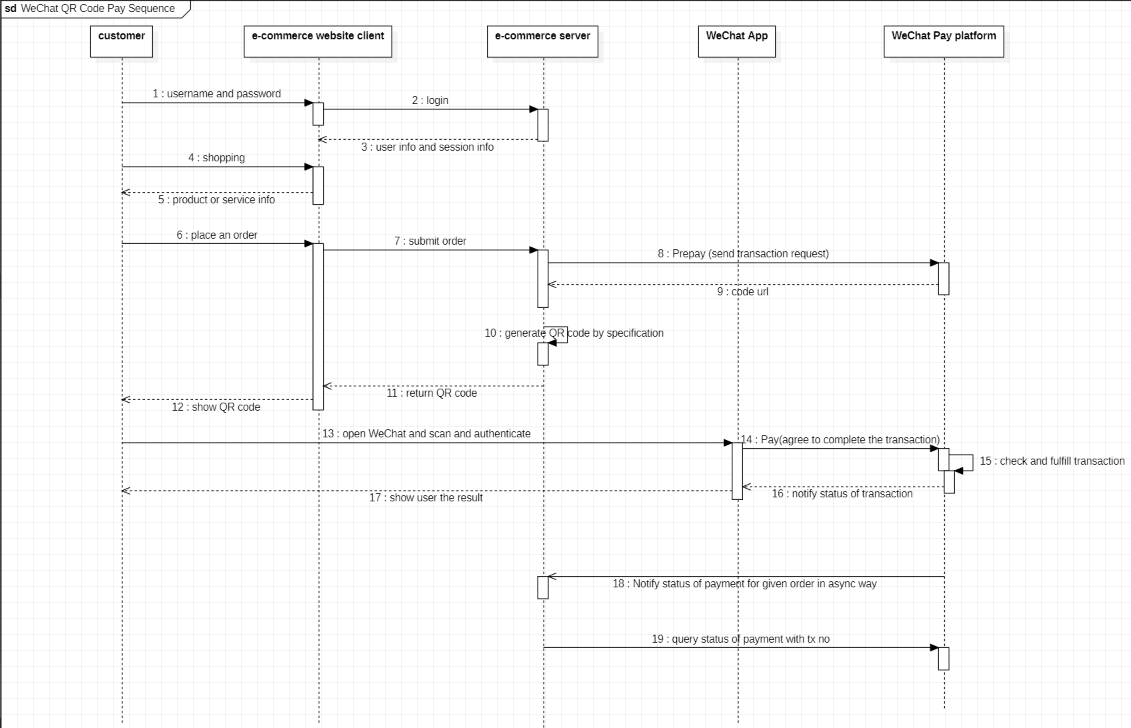 sd WeChat QR Code Pay Sequence
customer
e-commerce website client
e-commerce server
WeChat App
WeChat Pay platform
1 : username and password
2 : login
3 : user info and session info
4 : shopping
5 : product or service info
6 : place an order
7 : submit order
8 : Prepay (send transaction request)
9 : code url
10 : generate QR code by specification
11 : return QR code
12 : show QR code
13 : open WeChat and scan and authenticate
14 : Pay(agree to complete the transaction)
15 : check and fulfill transaction
16 : notify status of transaction
17 : show user the result
18 : Notify status of payment for given order in async way
19 : query status of payment with tx no